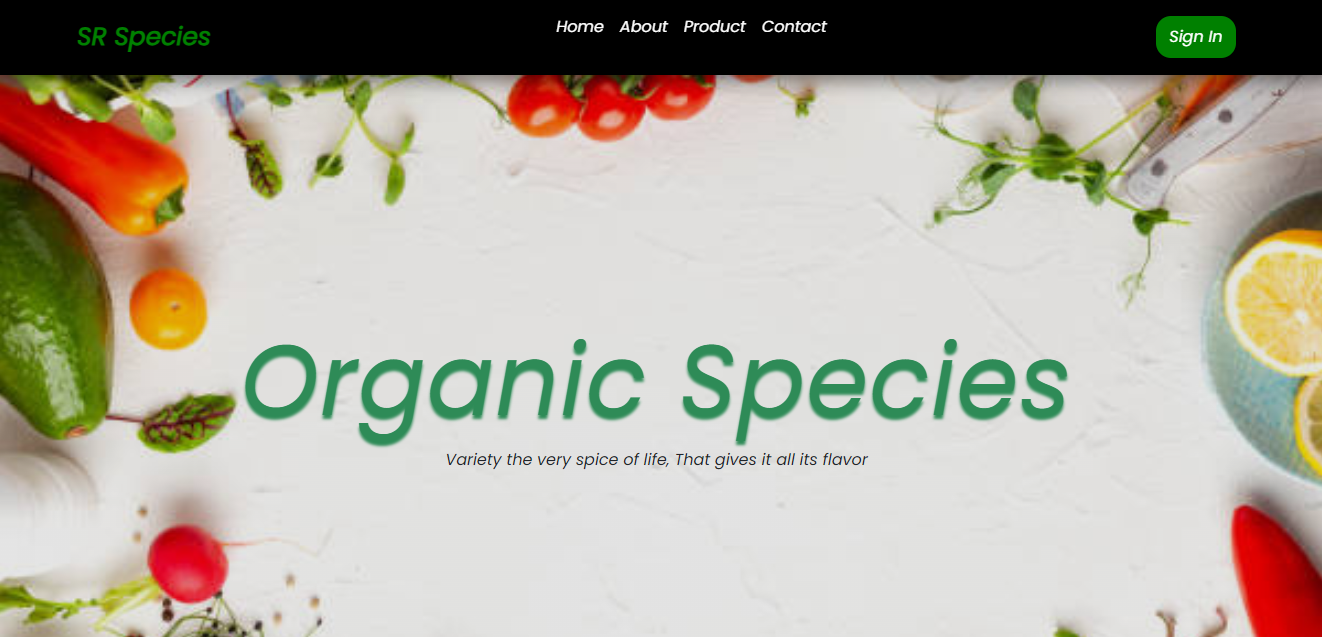 SR Species
Home About Product Contact
Sign In
Organic Species
Variety the very spice of life, That gives it all its flavor